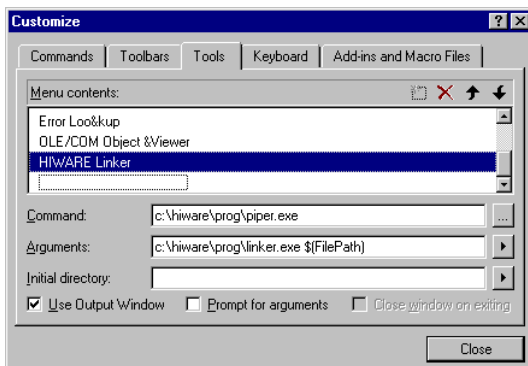 Customize
Commands Toolbars Tools Keyboard Add-ins and Macro Files
Menu contents:
Error Loo&kup
OLE/COM Object &Viewer
HIWARE Linker
Command: c:\hiware\prog\piper.exe ...
Arguments: c:\hiware\prog\linker.exe $(FilePath)
Initial directory:
Use Output Window Prompt for arguments Close window on exiting
Close